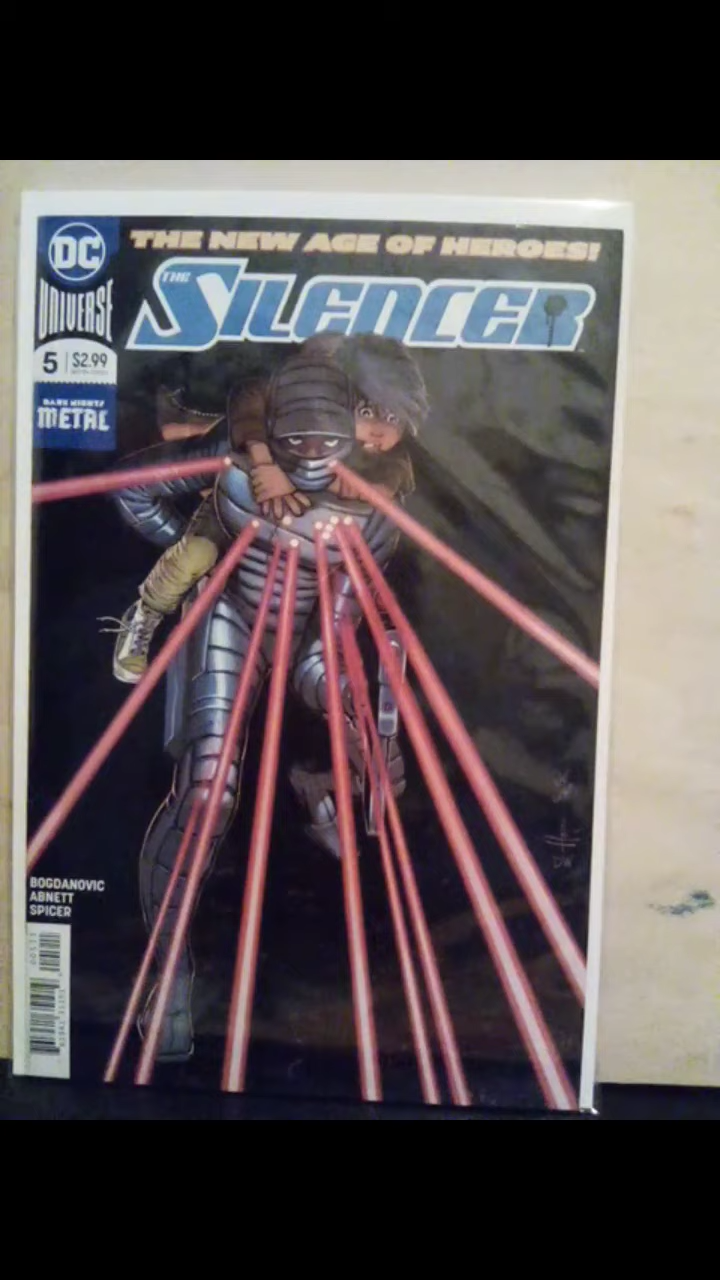 THE NEW AGE OF HEROES!
DC
UNIVERSE
THE
SILENCER
5 $2.99
DARK NIGHTS
METAL
BOGDANOVIC
ABNETT
SPICER